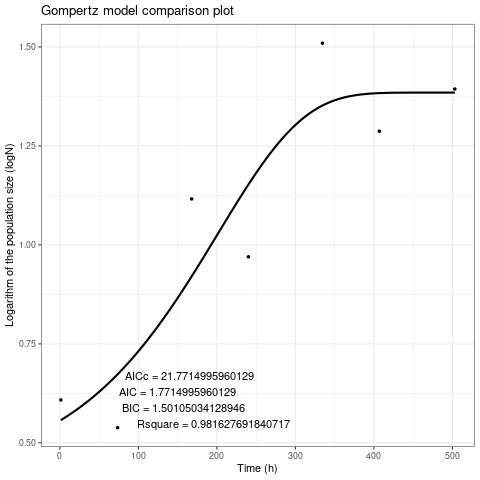 Gompertz model comparison plot
Logarithm of the population size (logN)
1.50
1.25
1.00
0.75
0.50
AICc = 21.7714995960129
AIC = 1.7714995960129
BIC = 1.50105034128946
Rsquare = 0.981627691840717
0 100 200 300 400 500
Time (h)